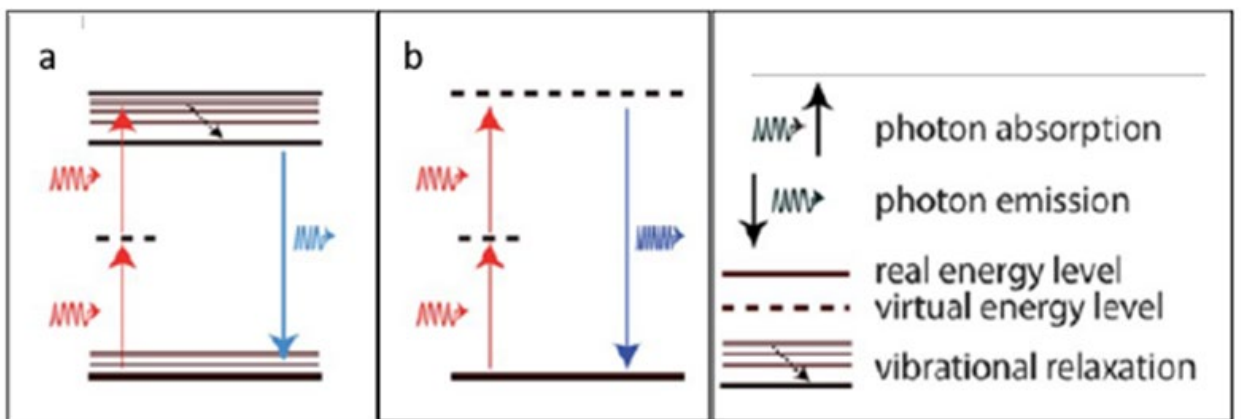 a
b
photon absorption
photon emission
real energy level
virtual energy level
vibrational relaxation